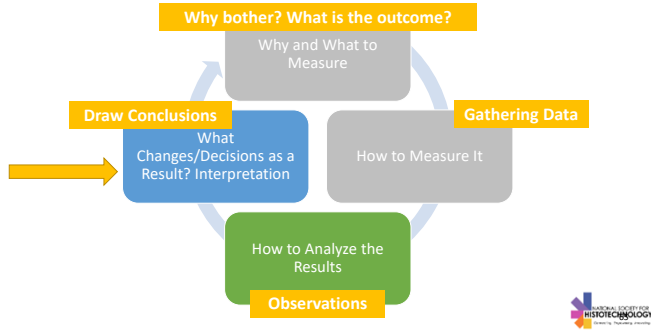 Why bother? What is the outcome?
Why and What to
Measure
Draw Conclusions
Gathering Data
What
Changes/Decisions as a
Result? Interpretation
How to Measure It
How to Analyze the
Results
Observations
NATIONAL SOCIETY FOR
HISTOTECHNOLOGY